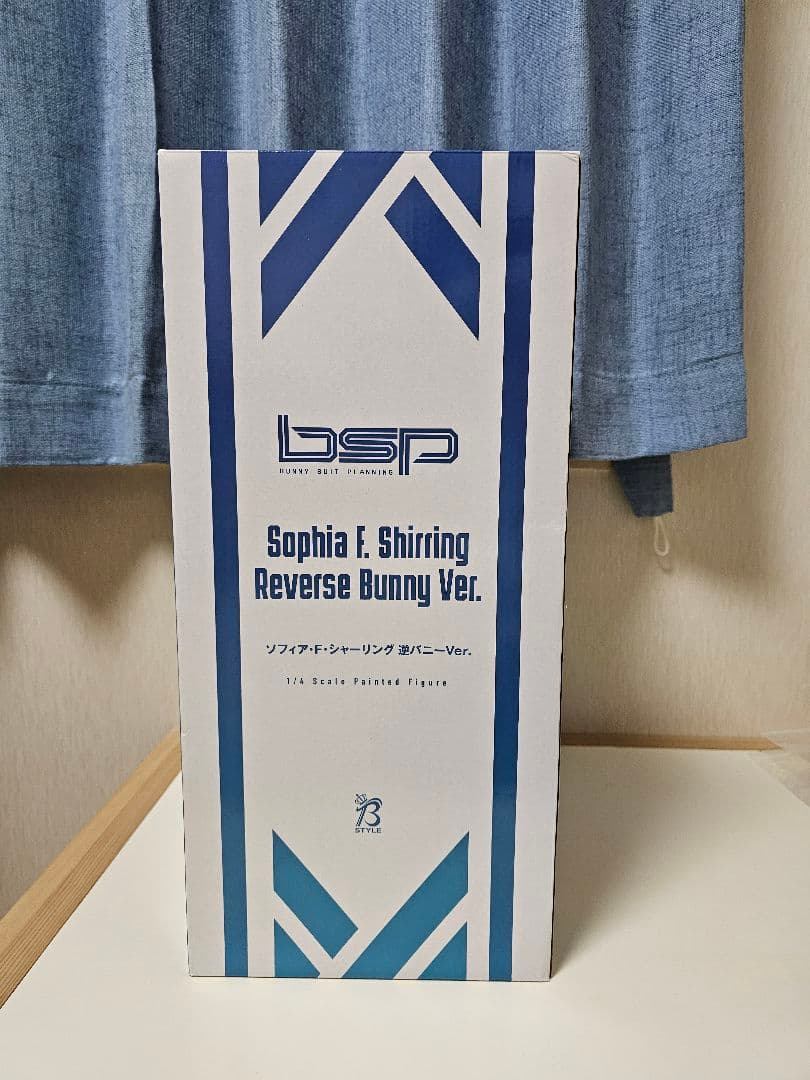 bsp
BUNNY SUIT PLANNING
Sophia F. Shirring
Reverse Bunny Ver.
ソフィア・F・シャーリング 逆バニーVer.
1/4 Scale Painted Figure
B
STYLE